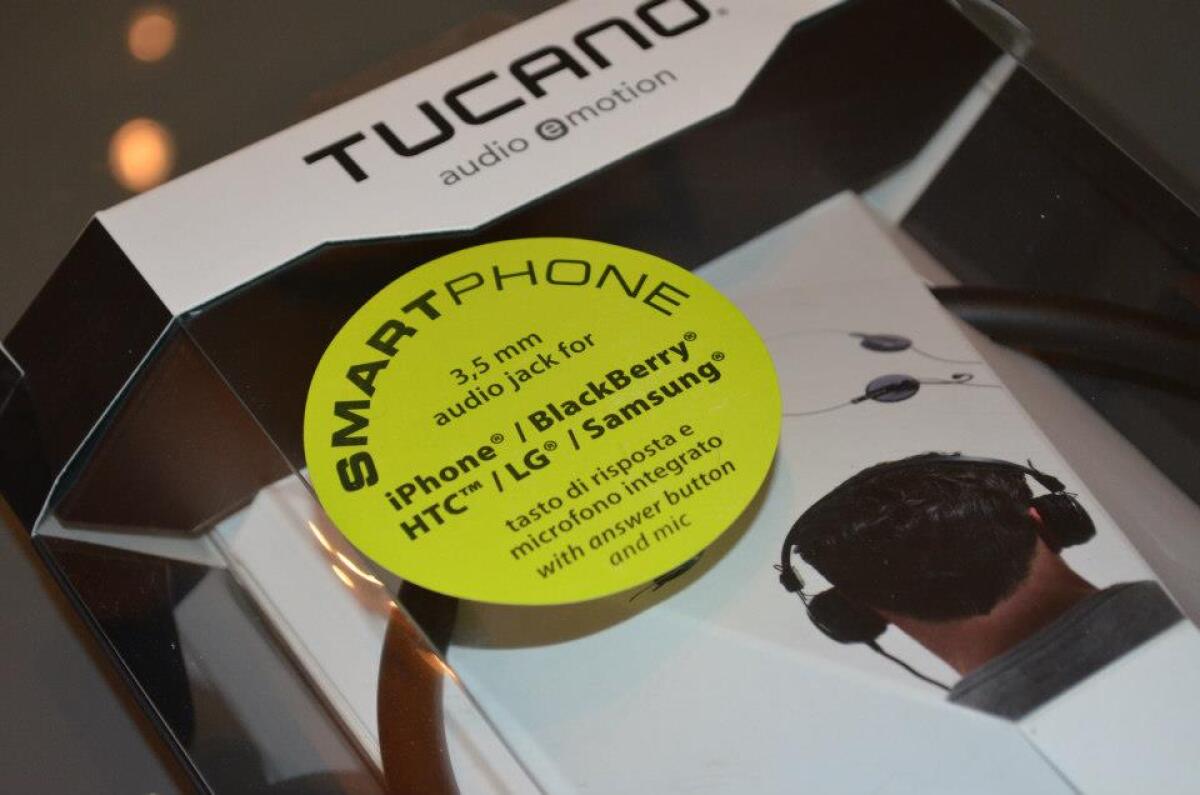 TUCANO®
audio emotion
SMARTPHONE
3,5 mm
audio jack for
iPhone® / BlackBerry®
HTC™ / LG® / Samsung®
tasto di risposta e
microfono integrato
with answer button
and mic